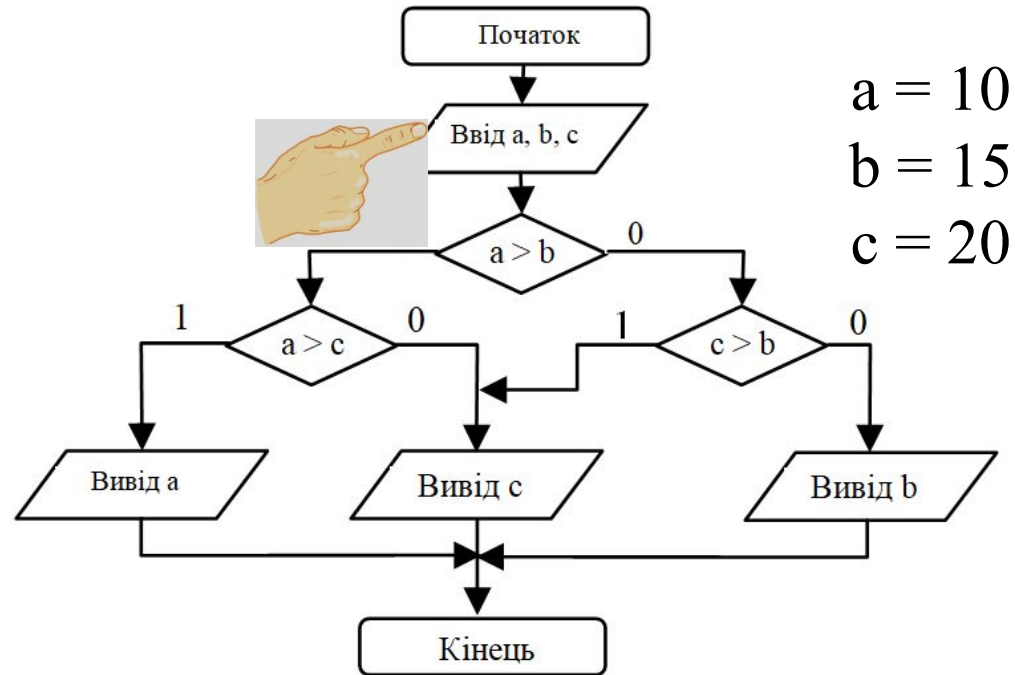 Початок
Ввід a, b, c
a = 10
b = 15
c = 20
a > b
0
1
a > c
0
1
c > b
0
Вивід a
Вивід c
Вивід b
Кінець